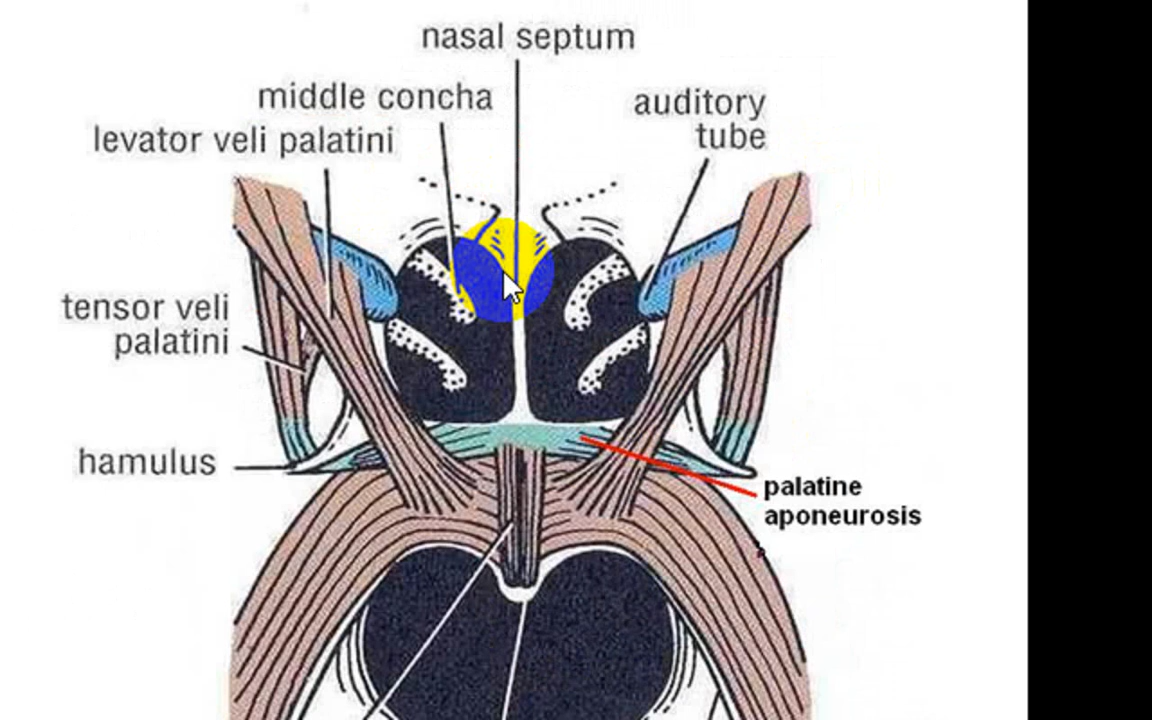 nasal septum
middle concha
auditory
tube
levator veli palatini
tensor veli
palatini
hamulus
palatine
aponeurosis